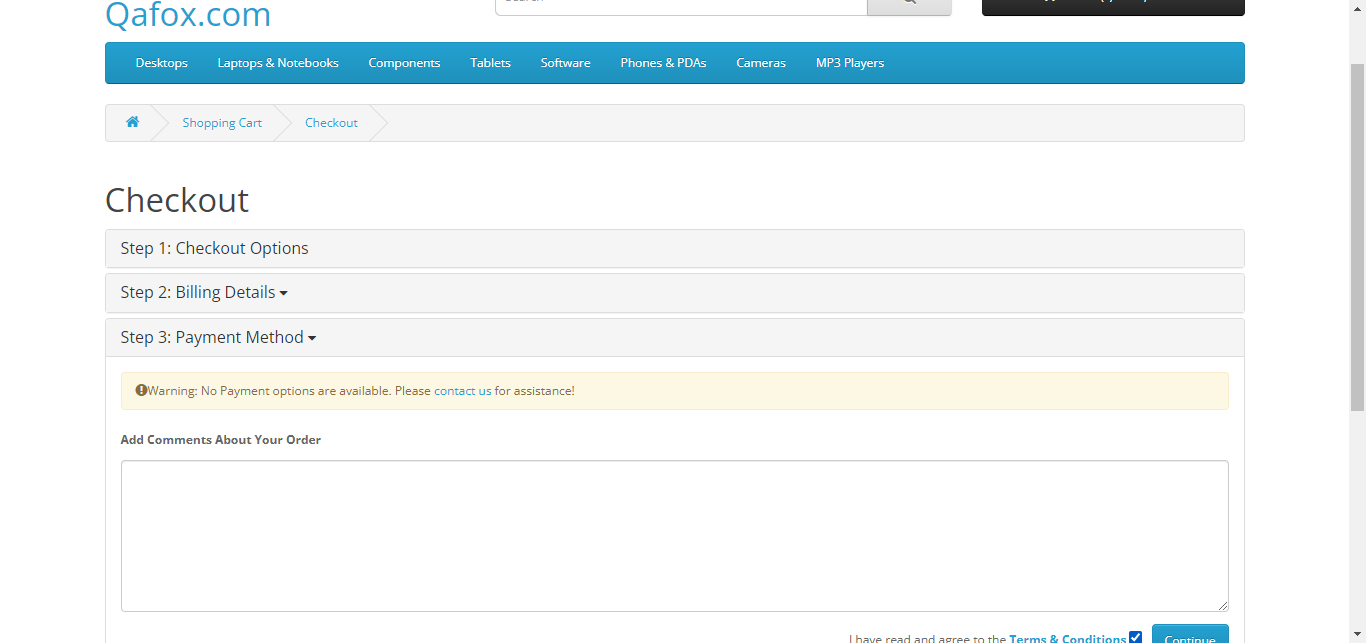 Qafox.com
Desktops Laptops & Notebooks Components Tablets Software Phones & PDAs Cameras MP3 Players
Shopping Cart Checkout
Checkout
Step 1: Checkout Options
Step 2: Billing Details
Step 3: Payment Method
Warning: No Payment options are available. Please contact us for assistance!
Add Comments About Your Order
I have read and agree to the Terms & Conditions Continue